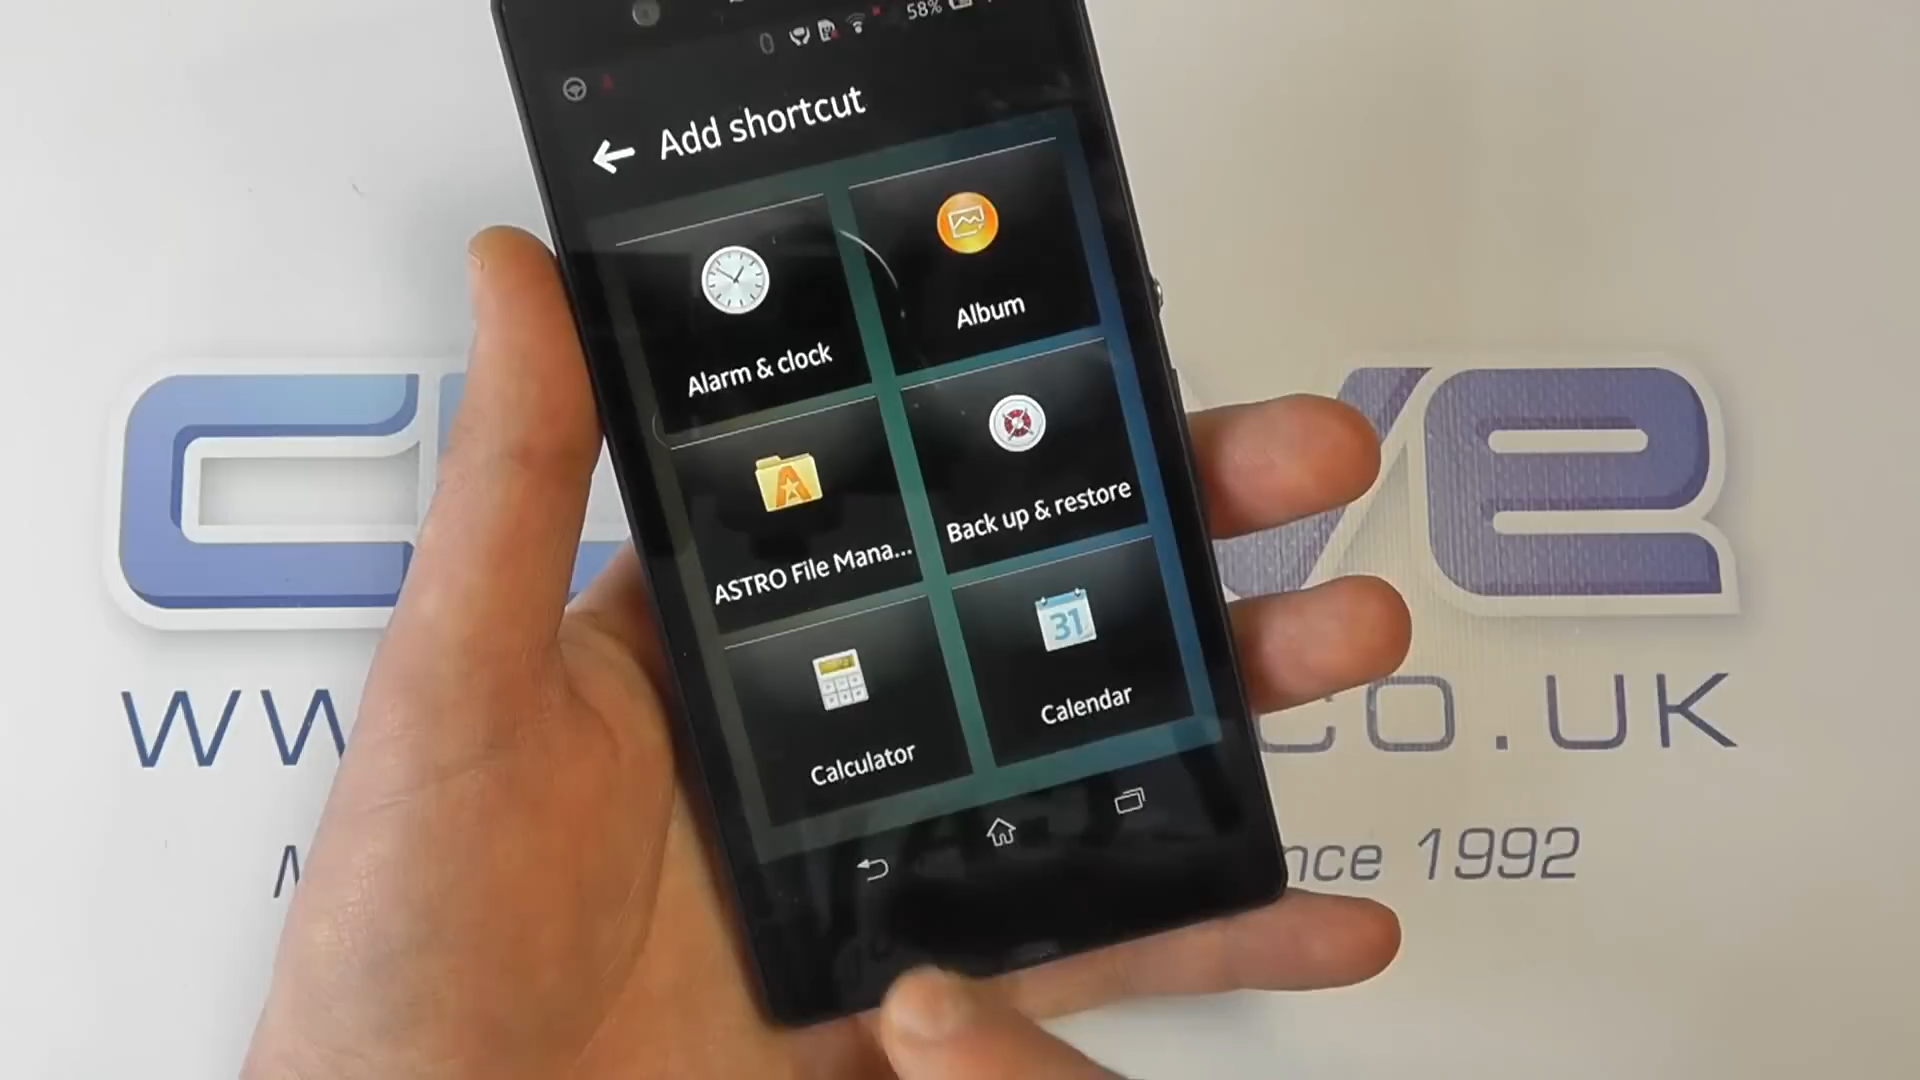 58%
Add shortcut
Alarm & clock
Album
ASTRO File Mana...
Back up & restore
31
Calculator
Calendar
WW
CO.UK
nce 1992